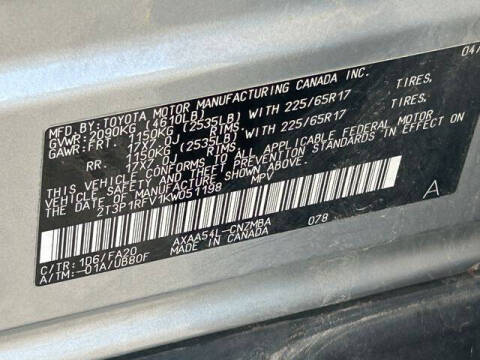 MFD.BY:TOYOTA MOTOR MANUFACTURING CANADA INC. 04/
GVWR:2090KG (4610LB)
GAWR:FRT. 1150KG (2535LB) WITH 225/65R17 TIRES.
17X7.0J RIMS
RR. 1150KG (2535LB) WITH 225/65R17 TIRES.
17X7.0J RIMS
THIS VEHICLE CONFORMS TO ALL APPLICABLE FEDERAL MOTOR
VEHICLE SAFETY AND THEFT PREVENTION STANDARDS IN EFFECT ON
THE DATE OF MANUFACTURE SHOWN ABOVE.
2T3P1RFV1KW051198 MPV
A
C/TR:1D6/FA20 AXAA54L-CNZMBA 078
A/TM:-01A/UB80F MADE IN CANADA